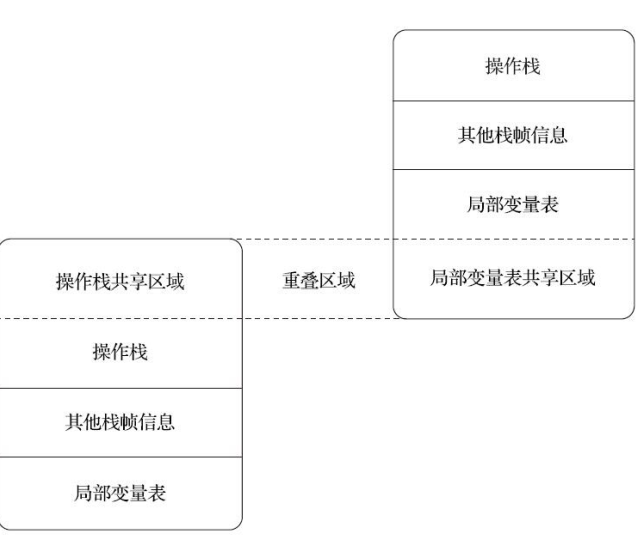 操作栈
其他栈帧信息
局部变量表
操作栈共享区域
重叠区域
局部变量表共享区域
操作栈
其他栈帧信息
局部变量表